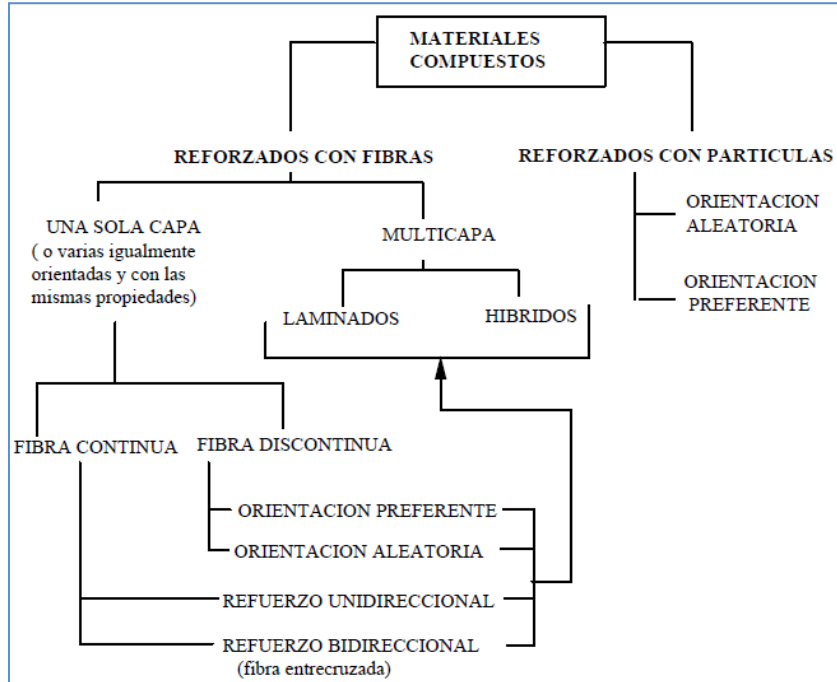 MATERIALES
COMPUESTOS
REFORZADOS CON FIBRAS
REFORZADOS CON PARTICULAS
UNA SOLA CAPA
( o varias igualmente
orientadas y con las
mismas propiedades)
MULTICAPA
ORIENTACION
ALEATORIA
ORIENTACION
PREFERENTE
LAMINADOS
HIBRIDOS
FIBRA CONTINUA
FIBRA DISCONTINUA
ORIENTACION PREFERENTE
ORIENTACION ALEATORIA
REFUERZO UNIDIRECCIONAL
REFUERZO BIDIRECCIONAL
(fibra entrecruzada)